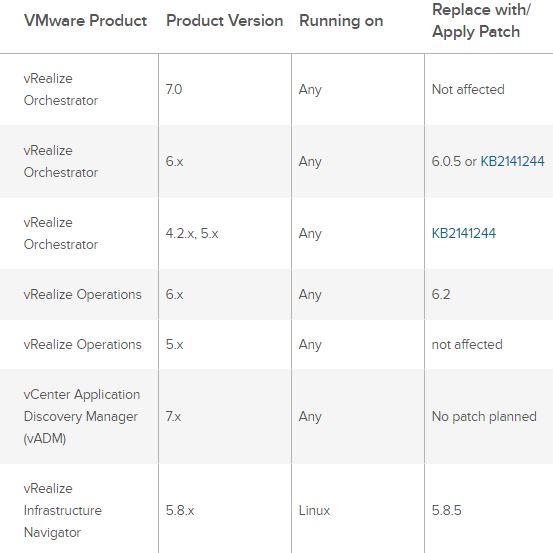 VMware Product Product Version Running on Replace with/
Apply Patch
vRealize
Orchestrator 7.0 Any Not affected
vRealize
Orchestrator 6.x Any 6.0.5 or KB2141244
vRealize
Orchestrator 4.2.x, 5.x Any KB2141244
vRealize Operations 6.x Any 6.2
vRealize Operations 5.x Any not affected
vCenter Application
Discovery Manager 7.x Any No patch planned
(vADM)
vRealize
Infrastructure 5.8.x Linux 5.8.5
Navigator